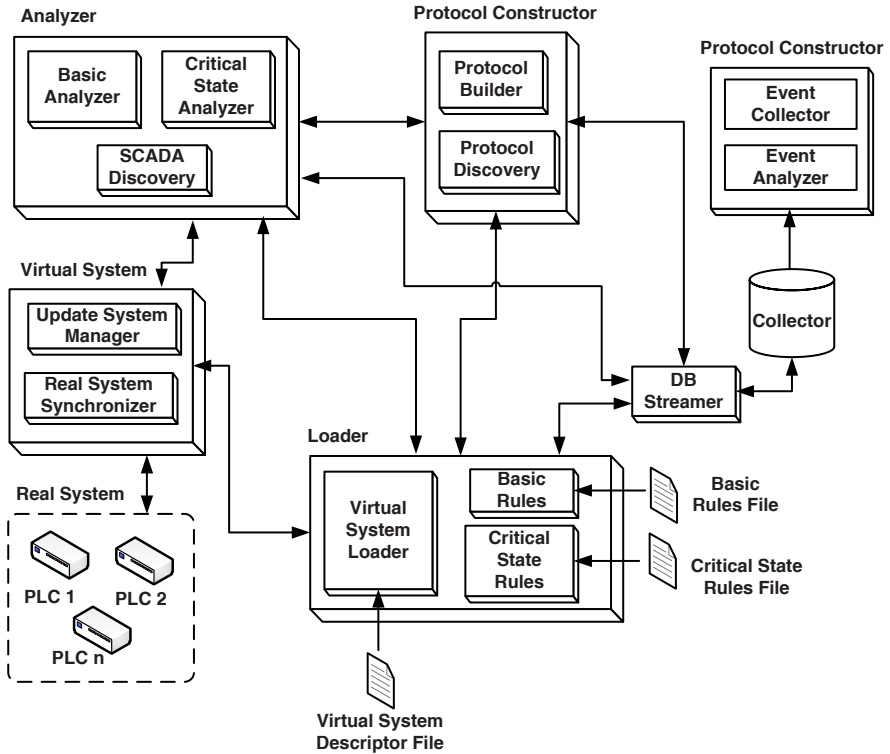 Analyzer
Basic
Analyzer
Critical
State
Analyzer
SCADA
Discovery
Protocol Constructor
Protocol
Builder
Protocol
Discovery
Protocol Constructor
Event
Collector
Event
Analyzer
Collector
DB
Streamer
Virtual System
Update System
Manager
Real System
Synchronizer
Real System
PLC 1
PLC 2
PLC n
Loader
Virtual
System
Loader
Basic
Rules
Critical
State
Rules
Basic
Rules File
Critical State
Rules File
Virtual System
Descriptor File